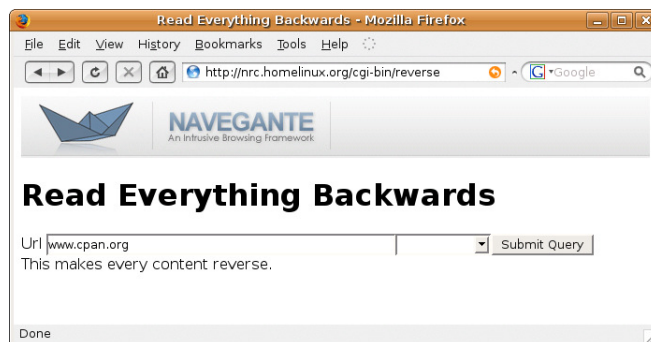 Read Everything Backwards - Mozilla Firefox
File Edit View History Bookmarks Tools Help
http://nrc.homelinux.org/cgi-bin/reverse G Google
NAVEGANTE
An Intrusive Browsing Framework
Read Everything Backwards
Url www.cpan.org Submit Query
This makes every content reverse.
Done